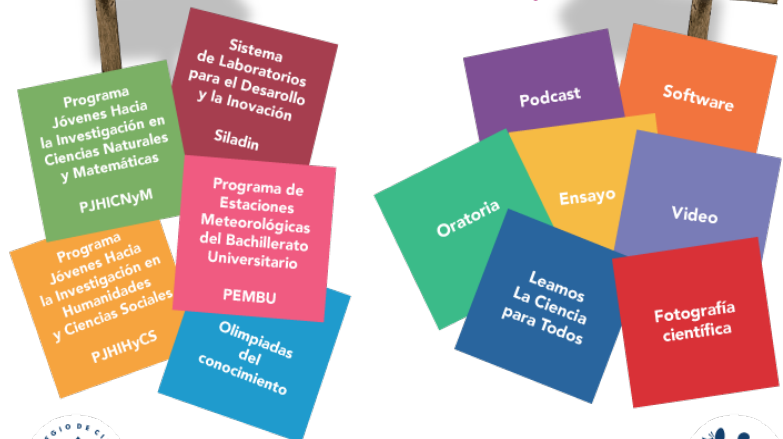 Sistema
de Laboratorios
para el Desarollo
y la Inovación
Siladin
Programa
Jóvenes Hacia
la Investigación en
Ciencias Naturales
y Matemáticas
PJHICNyM
Programa de
Estaciones
Meteorológicas
del Bachillerato
Universitario
PEMBU
Programa
Jóvenes Hacia
la Investigación en
Humanidades
y Ciencias Sociales
PJHIHyCS
Olimpiadas
del
conocimiento
Podcast
Software
Oratoria
Ensayo
Video
Leamos
La Ciencia
para Todos
Fotografía
científica